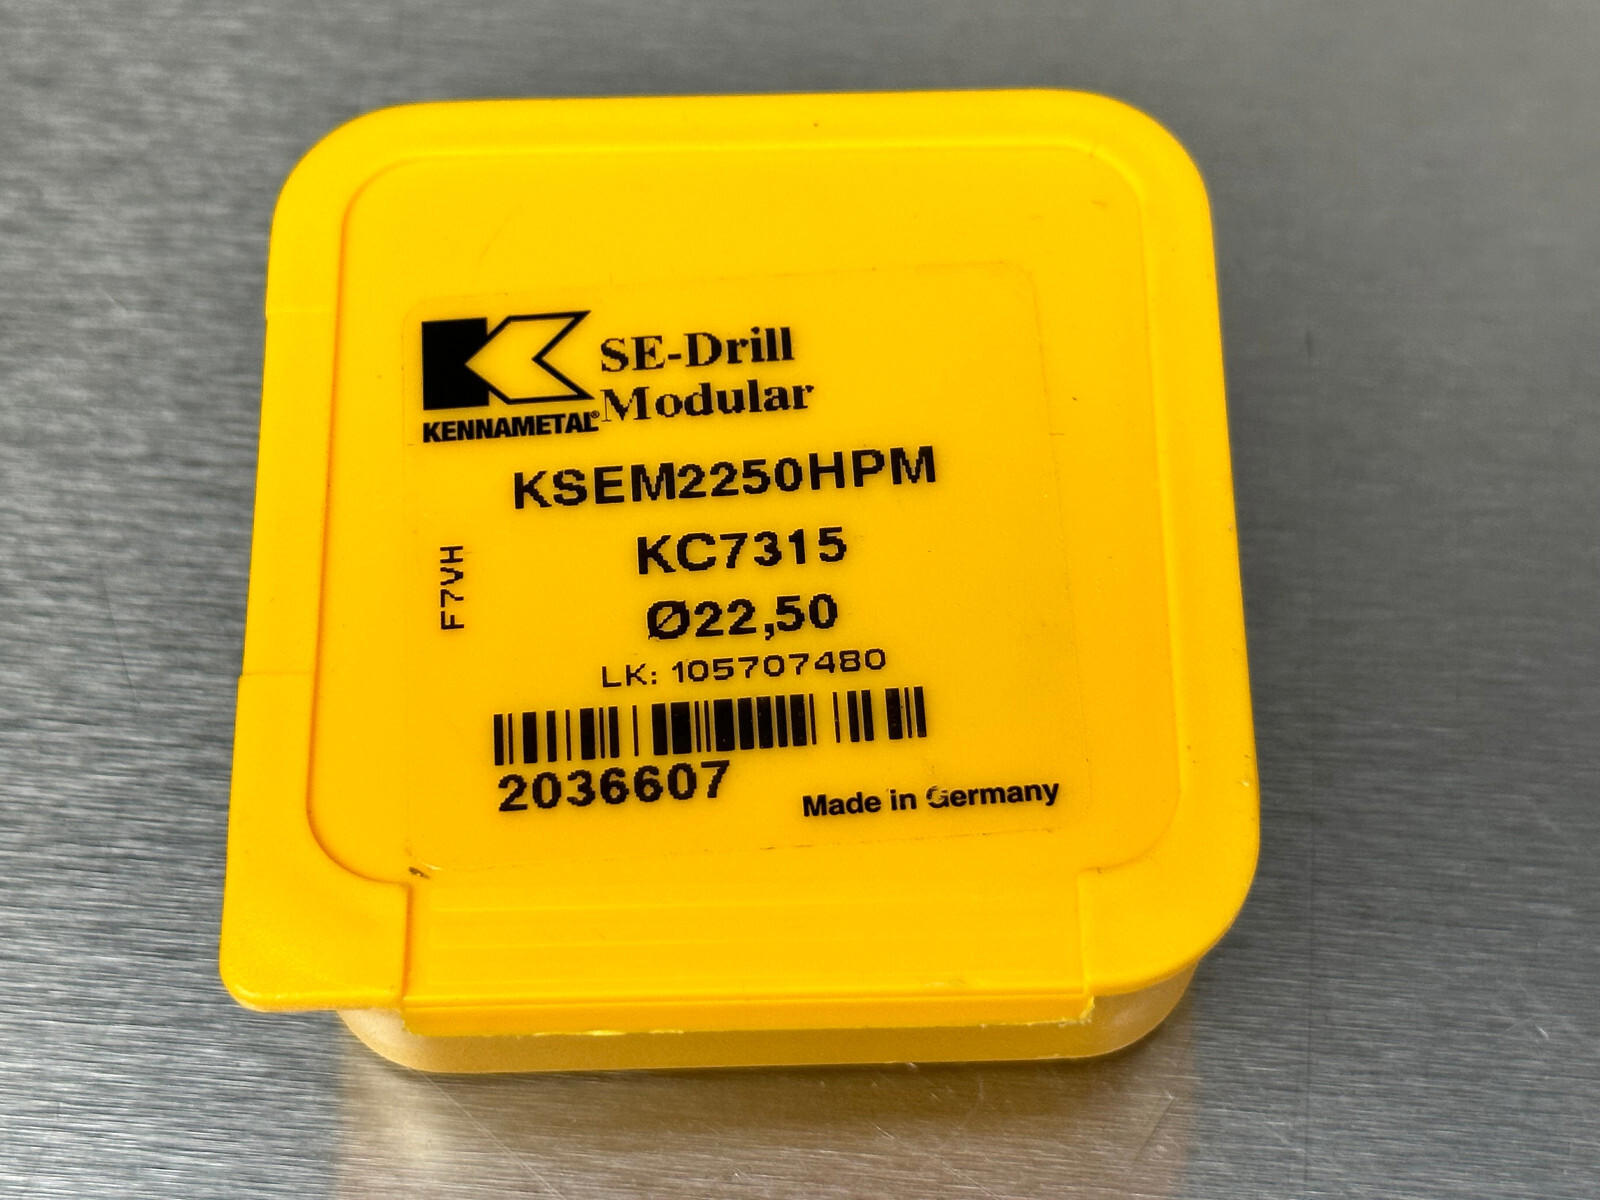 KENNAMETAL®
SE-Drill
Modular
KSEM2250HPM
KC7315
F7VH
Ø22,50
LK: 105707480
2036607
Made in Germany